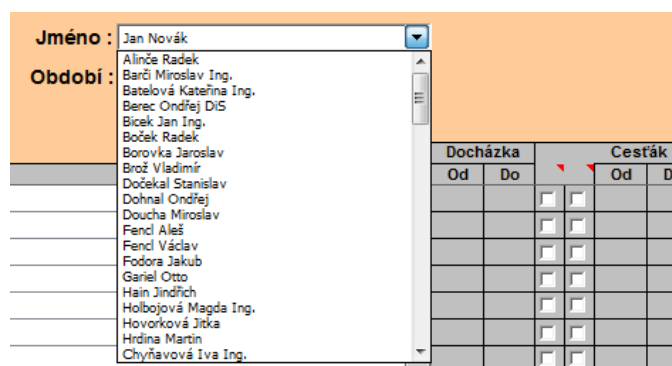 Jméno : Jan Novák
Období :
Alinče Radek
Barči Miroslav Ing.
Batelová Kateřina Ing.
Berec Ondřej DiS
Bicek Jan Ing.
Boček Radek
Borovka Jaroslav
Brož Vladimír
Dočekal Stanislav
Dohnal Ondřej
Doucha Miroslav
Fencl Aleš
Fencl Václav
Fodora Jakub
Gariel Otto
Hain Jindřich
Holbojová Magda Ing.
Hovorková Jitka
Hrdina Martin
Chyňavová Iva Ing.
Docházka Cesťák
Od Do Od D